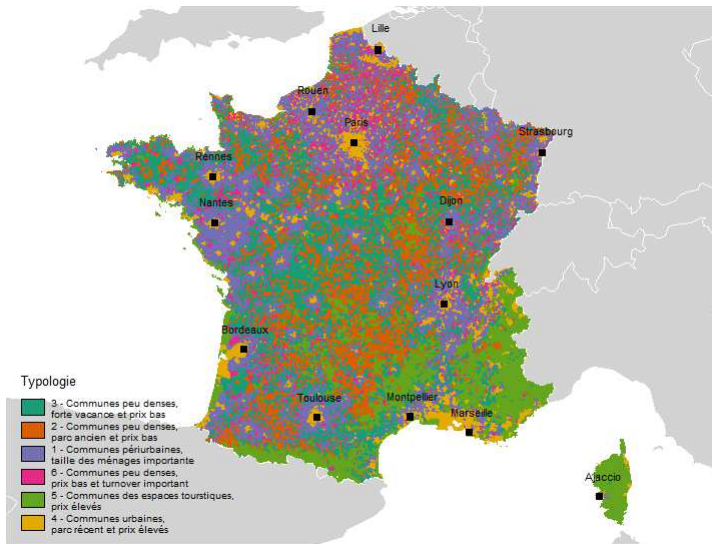 Lille
Rouen
Paris
Strasbourg
Rennes
Nantes
Dijon
Lyon
Bordeaux
Toulouse
Montpellier
Marseille
Ajaccio
Typologie
3 - Communes peu denses,
forte vacance et prix bas
2 - Communes peu denses,
parc ancien et prix bas
1 - Communes périurbaines,
taille des ménages importante
6 - Communes peu denses,
prix bas et turnover important
5 - Communes des espaces tourstiques,
prix élevés
4 - Communes urbaines,
parc récent et prix élevés